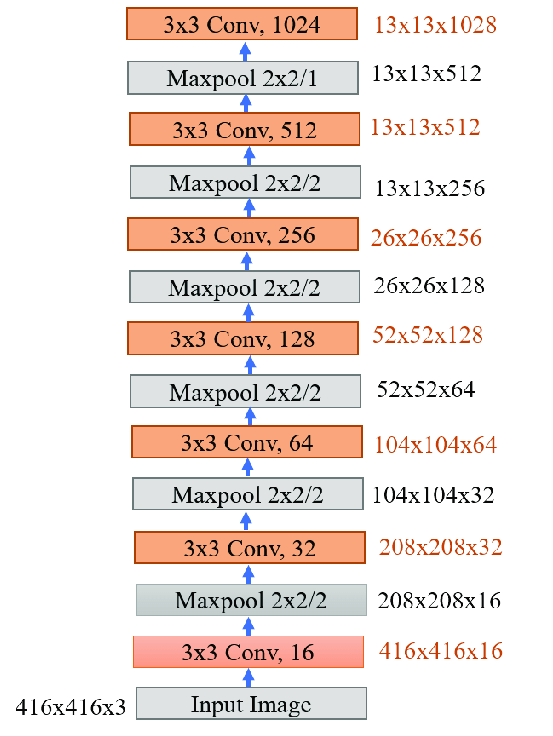 3x3 Conv, 1024 13x13x1028
Maxpool 2x2/1 13x13x512
3x3 Conv, 512 13x13x512
Maxpool 2x2/2 13x13x256
3x3 Conv, 256 26x26x256
Maxpool 2x2/2 26x26x128
3x3 Conv, 128 52x52x128
Maxpool 2x2/2 52x52x64
3x3 Conv, 64 104x104x64
Maxpool 2x2/2 104x104x32
3x3 Conv, 32 208x208x32
Maxpool 2x2/2 208x208x16
3x3 Conv, 16 416x416x16
416x416x3 Input Image